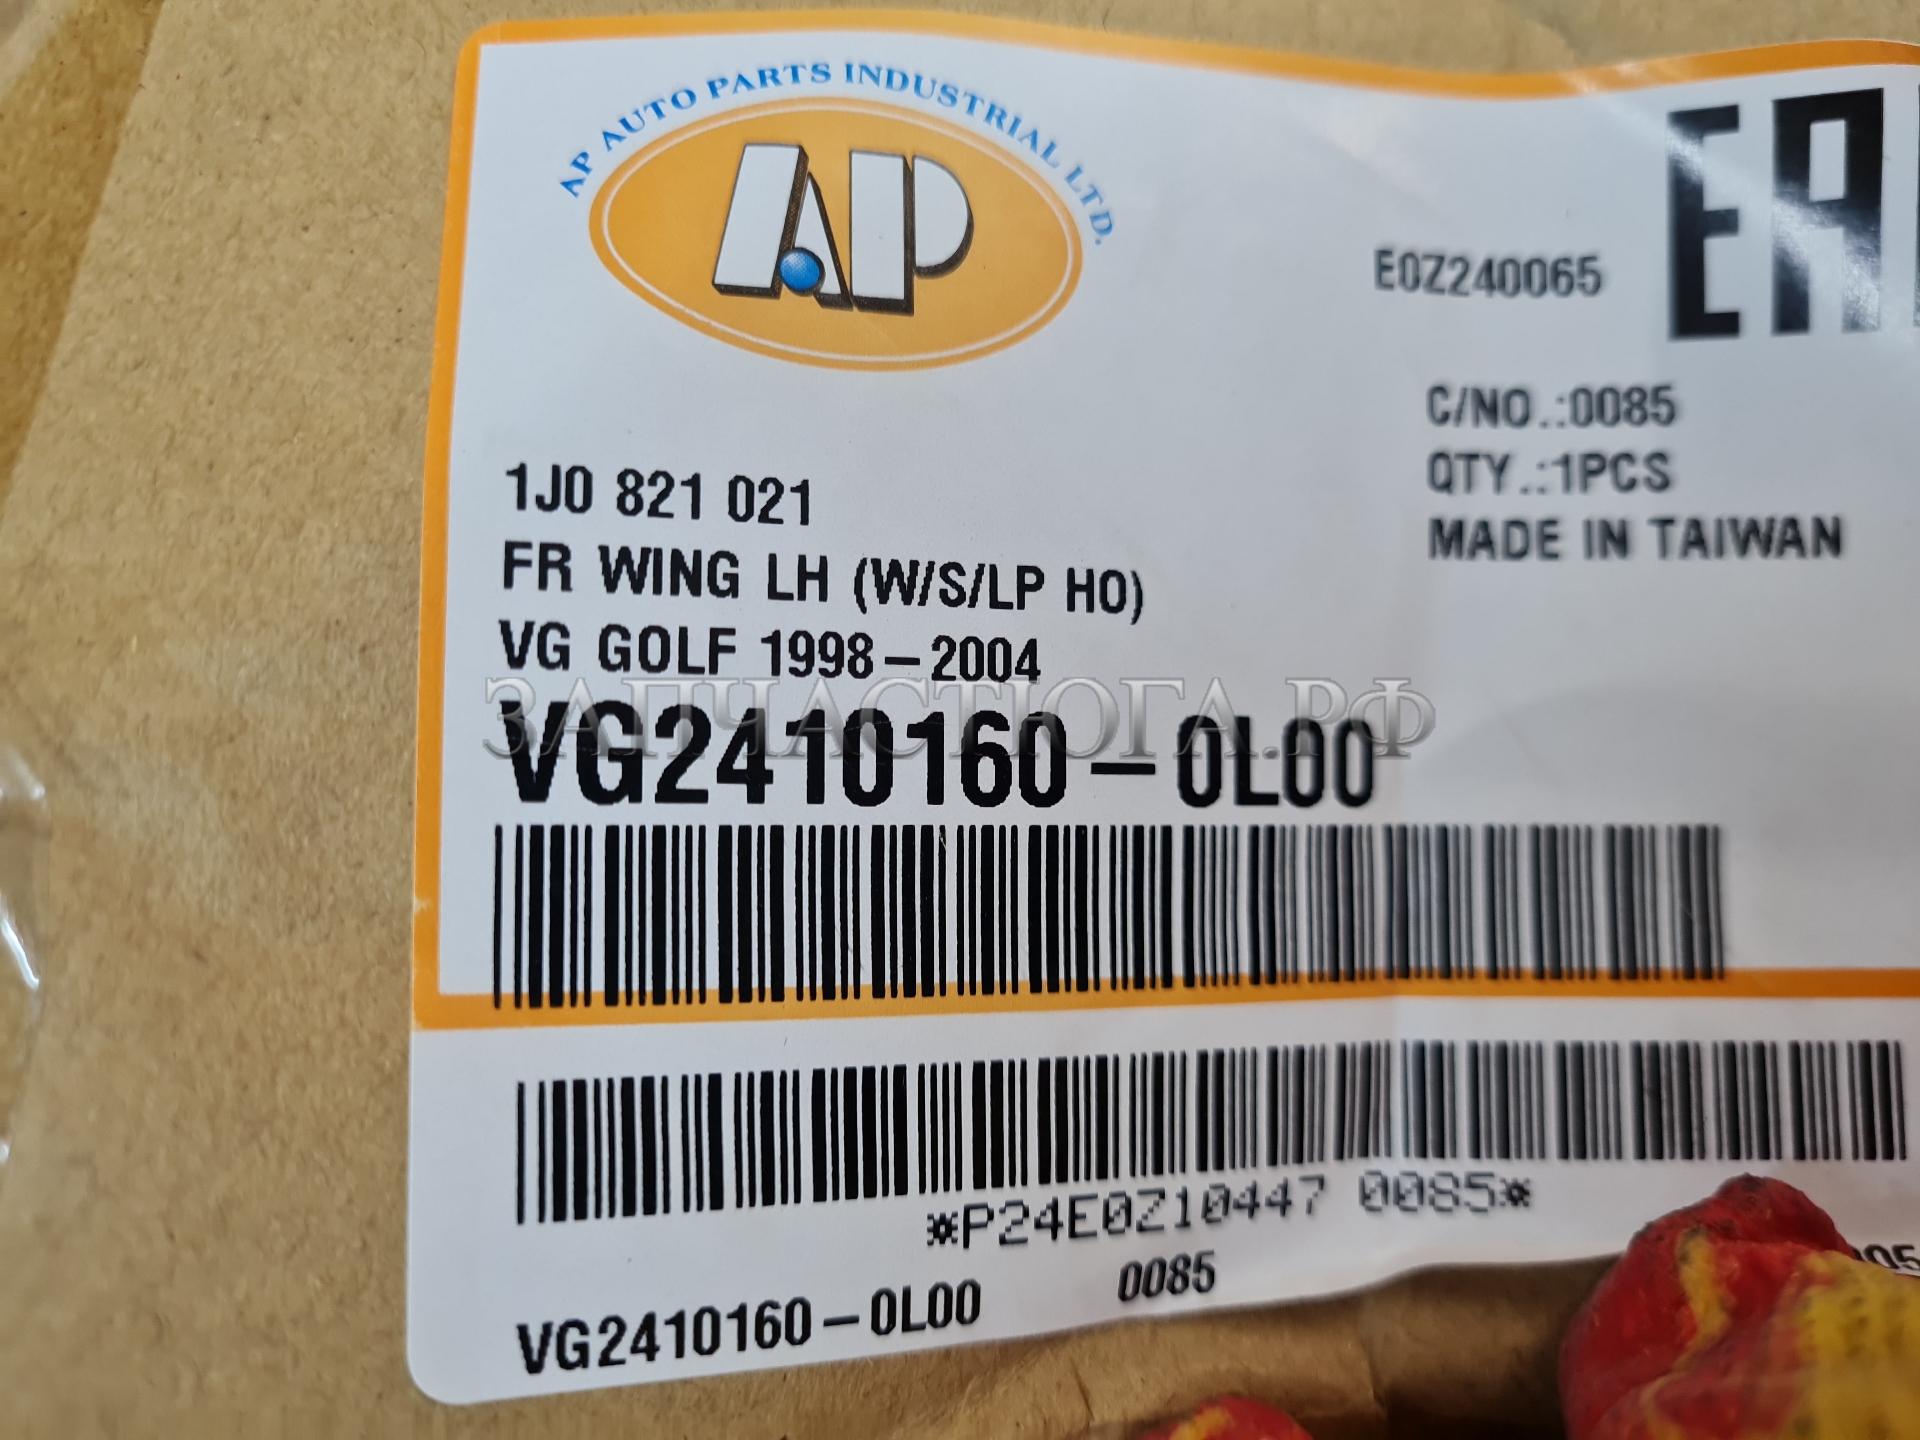 AP AUTO PARTS INDUSTRIAL LTD.
AP
E0Z240065
C/NO.:0085
QTY.:1PCS
MADE IN TAIWAN
1J0 821 021
FR WING LH (W/S/LP HO)
VG GOLF 1998-2004
ЗАПЧАСТЮГА.РФ
VG2410160-0L00
*P24E0Z10447 0085*
VG2410160-0L00 0085